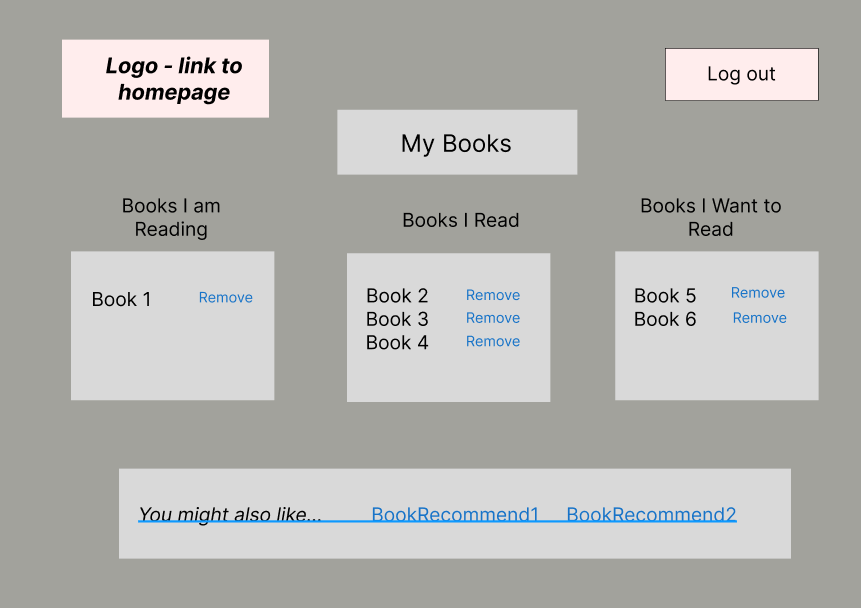 Logo - link to
homepage
Log out
My Books
Books I am
Reading
Book 1 Remove
Books I Read
Book 2 Remove
Book 3 Remove
Book 4 Remove
Books I Want to
Read
Book 5 Remove
Book 6 Remove
You might also like... BookRecommend1 BookRecommend2